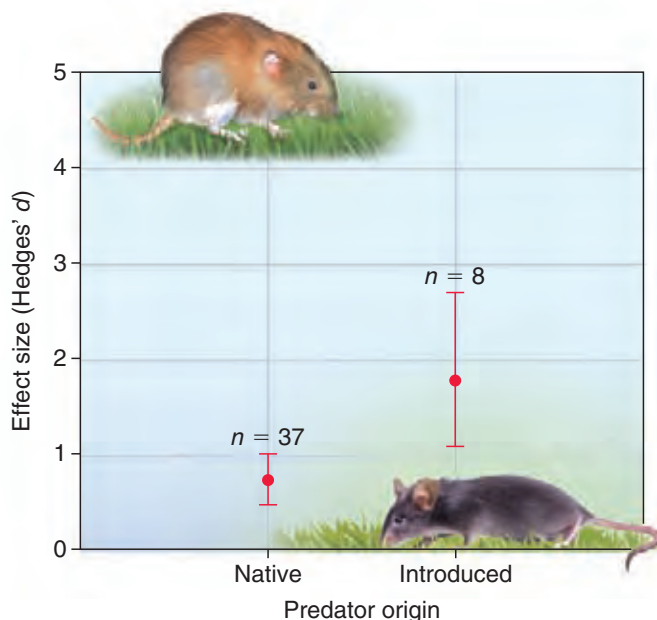 5
4
3
2
1
0
Effect size (Hedges' d)
n = 37
n = 8
Native
Introduced
Predator origin